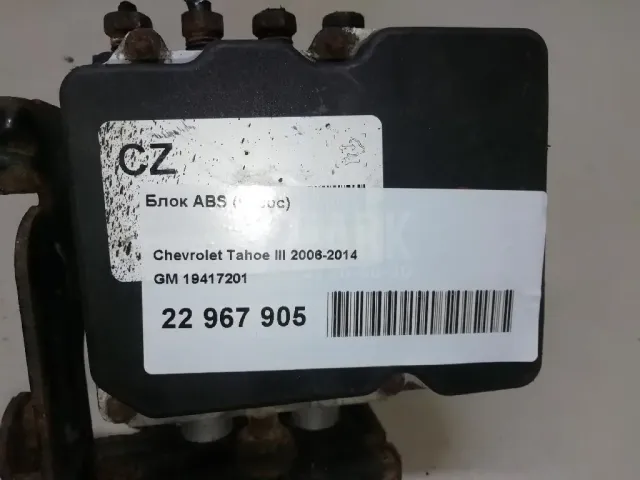 CZ
Блок ABS (
Chevrolet Tahoe III 2006-2014
GM 19417201
22 967 905